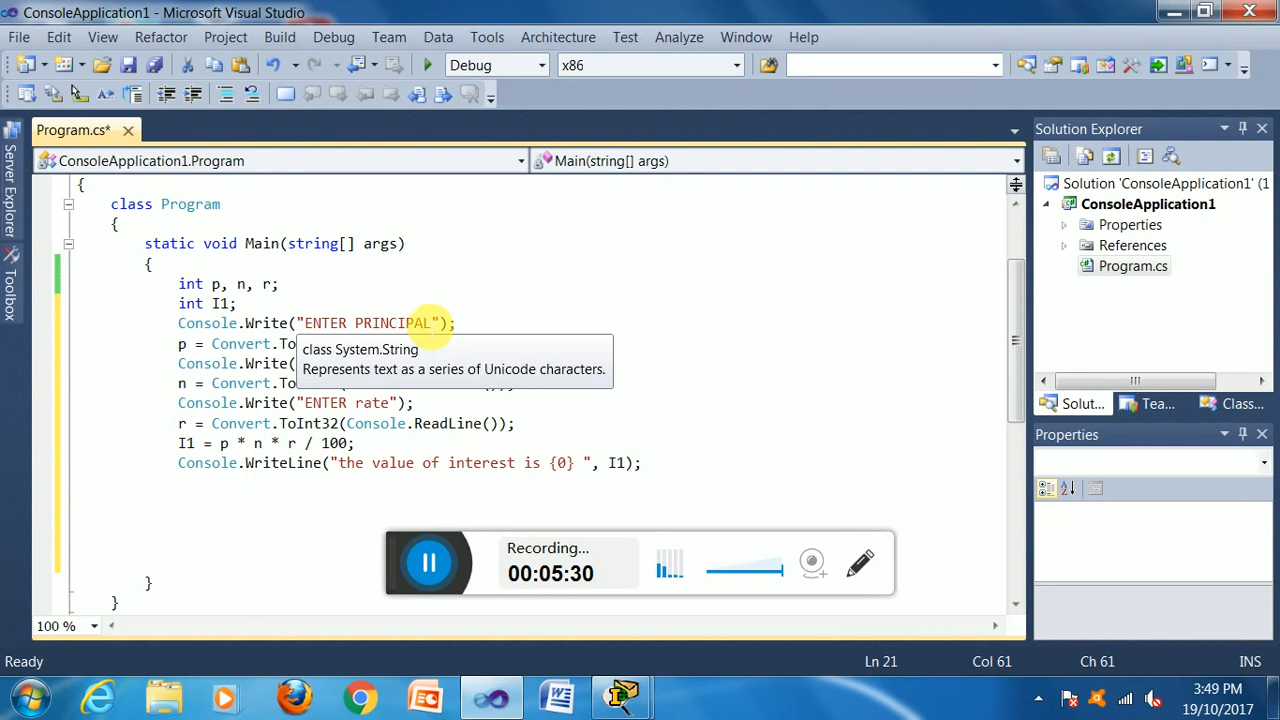 ConsoleApplication1 - Microsoft Visual Studio
File Edit View Refactor Project Build Debug Team Data Tools Architecture Test Analyze Window Help
Debug x86
Program.cs*
ConsoleApplication1.Program Main(string[] args)
{
class Program
{
static void Main(string[] args)
{
int p, n, r;
int I1;
Console.Write("ENTER PRINCIPAL");
p = Convert.To
class System.String
Console.Write(
Represents text as a series of Unicode characters.
n = Convert.To
Console.Write("ENTER rate");
r = Convert.ToInt32(Console.ReadLine());
I1 = p * n * r / 100;
Console.WriteLine("the value of interest is {0} ", I1);
}
}
Recording...
00:05:30
100 %
Server Explorer
Toolbox
Solution Explorer
Solution 'ConsoleApplication1' (1
ConsoleApplication1
Properties
References
Program.cs
Solut... Tea... Class...
Properties
Ready Ln 21 Col 61 Ch 61 INS
3:49 PM
19/10/2017